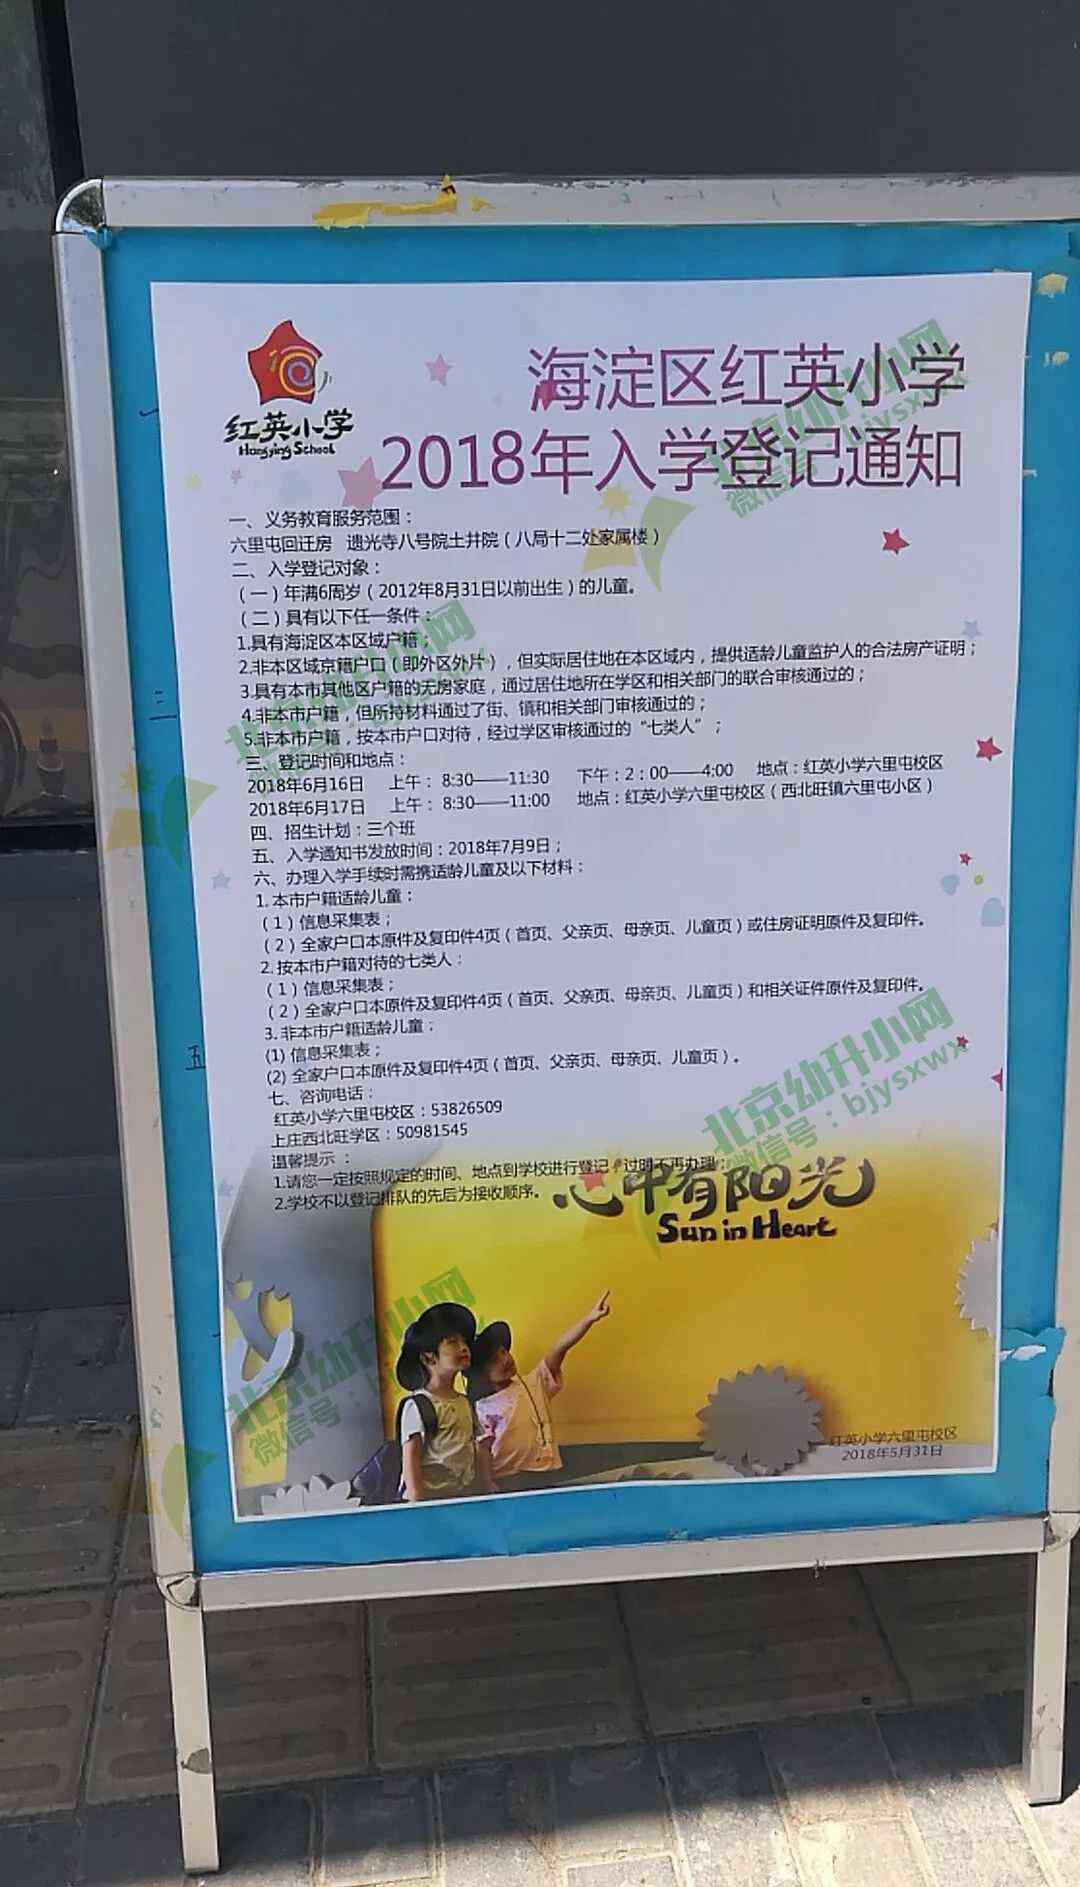 红英小学
Hongying School
海淀区红英小学
2018年入学登记通知
一、义务教育服务范围：
六里屯回迁房 遗光寺八号院土井院（八局十二处家属楼）
二、入学登记对象：
（一）年满6周岁（2012年8月31日以前出生）的儿童。
（二）具有以下任一条件：
1.具有海淀区本区域户籍；
2.非本区域京籍户口（即外区外片），但实际居住地在本区域内，提供适龄儿童监护人的合法房产证明；
3.具有本市其他区户籍的无房家庭，通过居住地所在学区和相关部门的联合审核通过的；
4.非本市户籍，但所持材料通过了街、镇和相关部门审核通过的；
5.非本市户籍，按本市户口对待，经过学区审核通过的“七类人”；
三、登记时间和地点：
2018年6月16日 上午： 8:30——11:30 下午：2：00——4:00 地点：红英小学六里屯校区
2018年6月17日 上午： 8:30——11:00 地点：红英小学六里屯校区（西北旺镇六里屯小区）
四、招生计划：三个班
五、入学通知书发放时间：2018年7月9日；
六、办理入学手续时需携适龄儿童及以下材料：
1. 本市户籍适龄儿童：
（1）信息采集表；
（2）全家户口本原件及复印件4页（首页、父亲页、母亲页、儿童页）或住房证明原件及复印件。
2. 按本市户籍对待的七类人：
（1）信息采集表；
（2）全家户口本原件及复印件4页（首页、父亲页、母亲页、儿童页）和相关证件原件及复印件。
3. 非本市户籍适龄儿童；
(1) 信息采集表；
(2) 全家户口本原件及复印件4页（首页、父亲页、母亲页、儿童页）。
七、咨询电话：
红英小学六里屯校区：53826509
上庄西北旺学区：50981545
温馨提示：
1.请您一定按照规定的时间、地点到学校进行登记，过时不再办理；
2.学校不以登记排队的先后为接收顺序。
心中有阳光
Sun in Heart
红英小学六里屯校区
2018年5月31日
三
五
北京幼升小网
微信号：bjysxwx
北京幼升小网
北京幼升小网
微信号：bjysxwx
北京幼升小网
微信号：